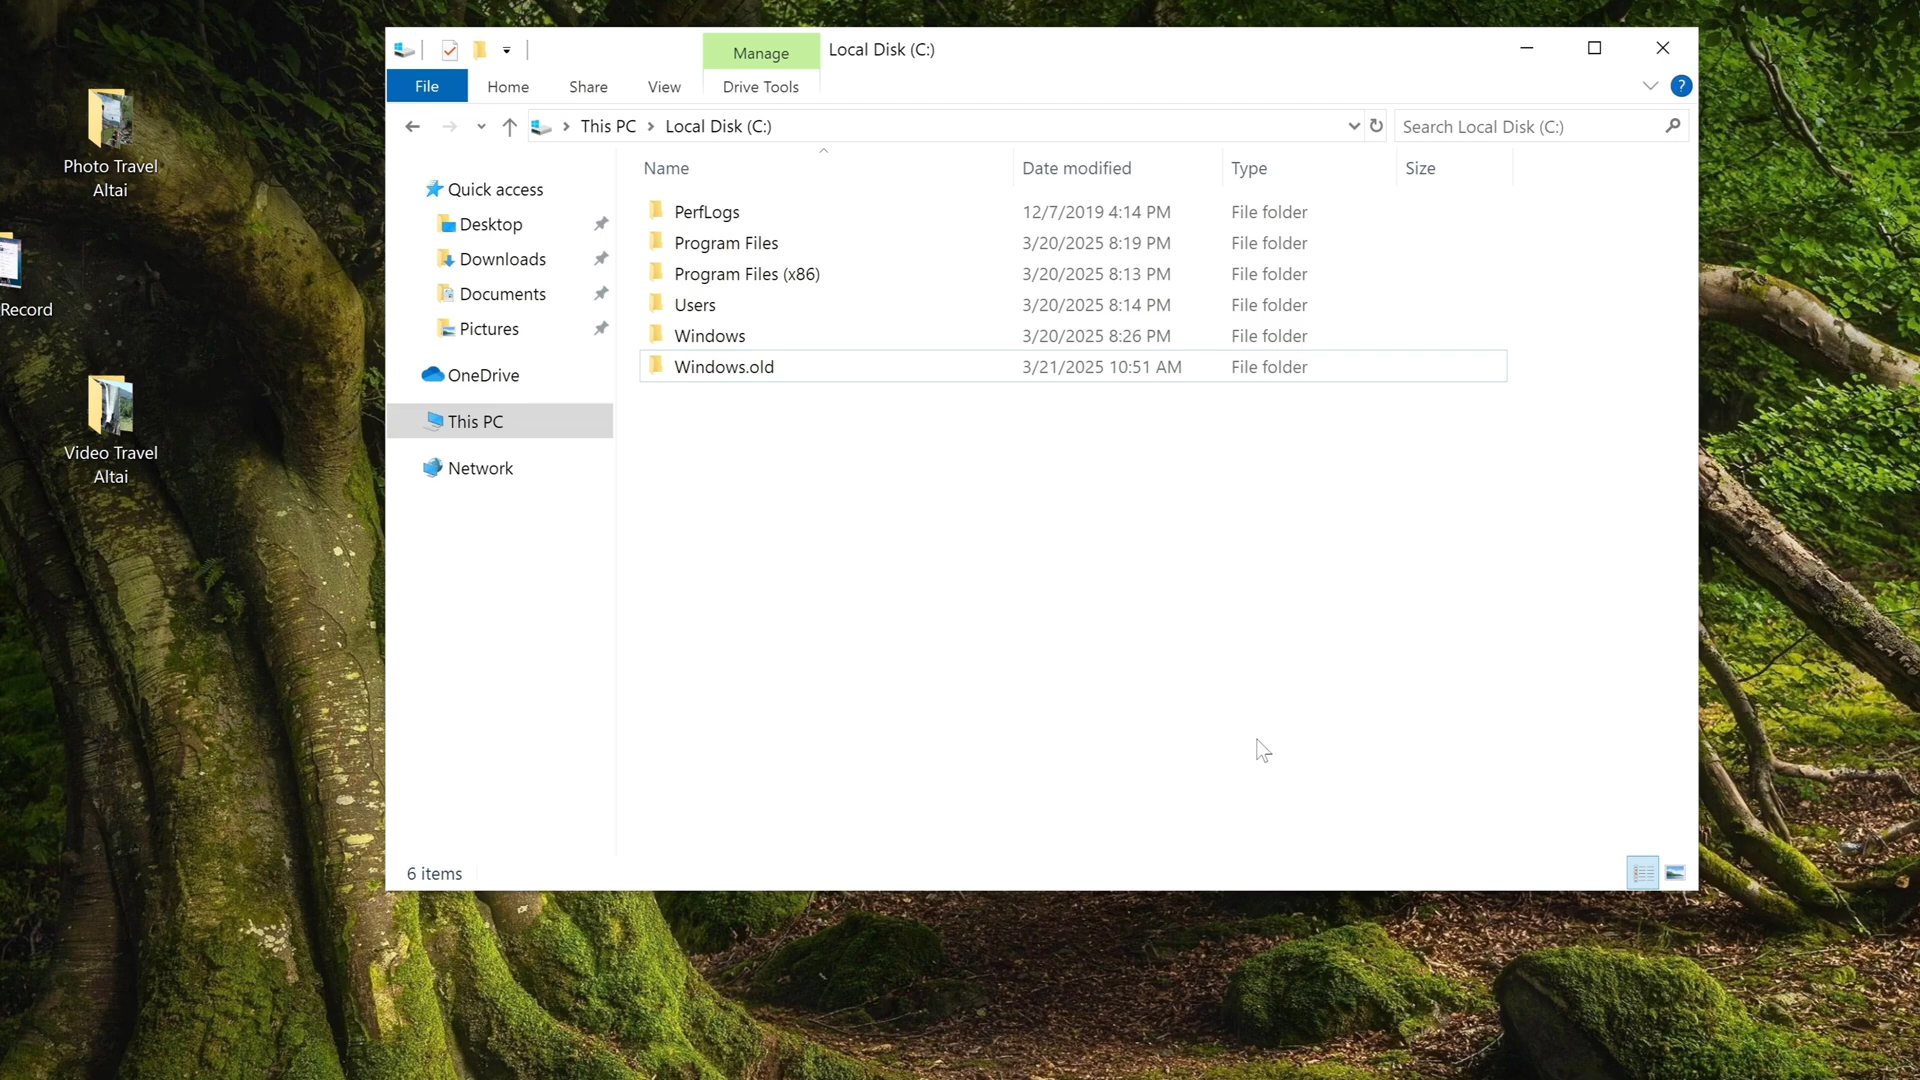 Photo Travel
Altai
Record
Video Travel
Altai
Manage
Local Disk (C:)
File
Home
Share
View
Drive Tools
?
This PC
Local Disk (C:)
Search Local Disk (C:)
Quick access
Desktop
Downloads
Documents
Pictures
OneDrive
This PC
Network
Name Date modified Type Size
PerfLogs 12/7/2019 4:14 PM File folder
Program Files 3/20/2025 8:19 PM File folder
Program Files (x86) 3/20/2025 8:13 PM File folder
Users 3/20/2025 8:14 PM File folder
Windows 3/20/2025 8:26 PM File folder
Windows.old 3/21/2025 10:51 AM File folder
6 items